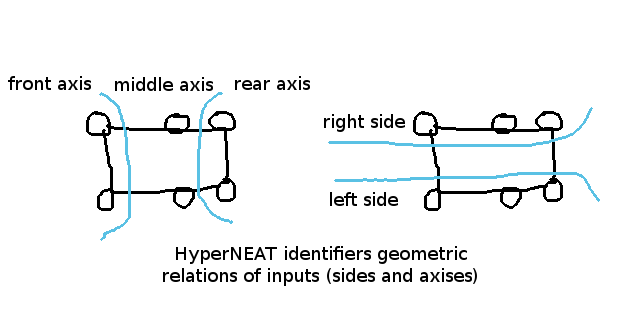 front axis
middle axis
rear axis
right side
left side
HyperNEAT identifiers geometric
relations of inputs (sides and axises)